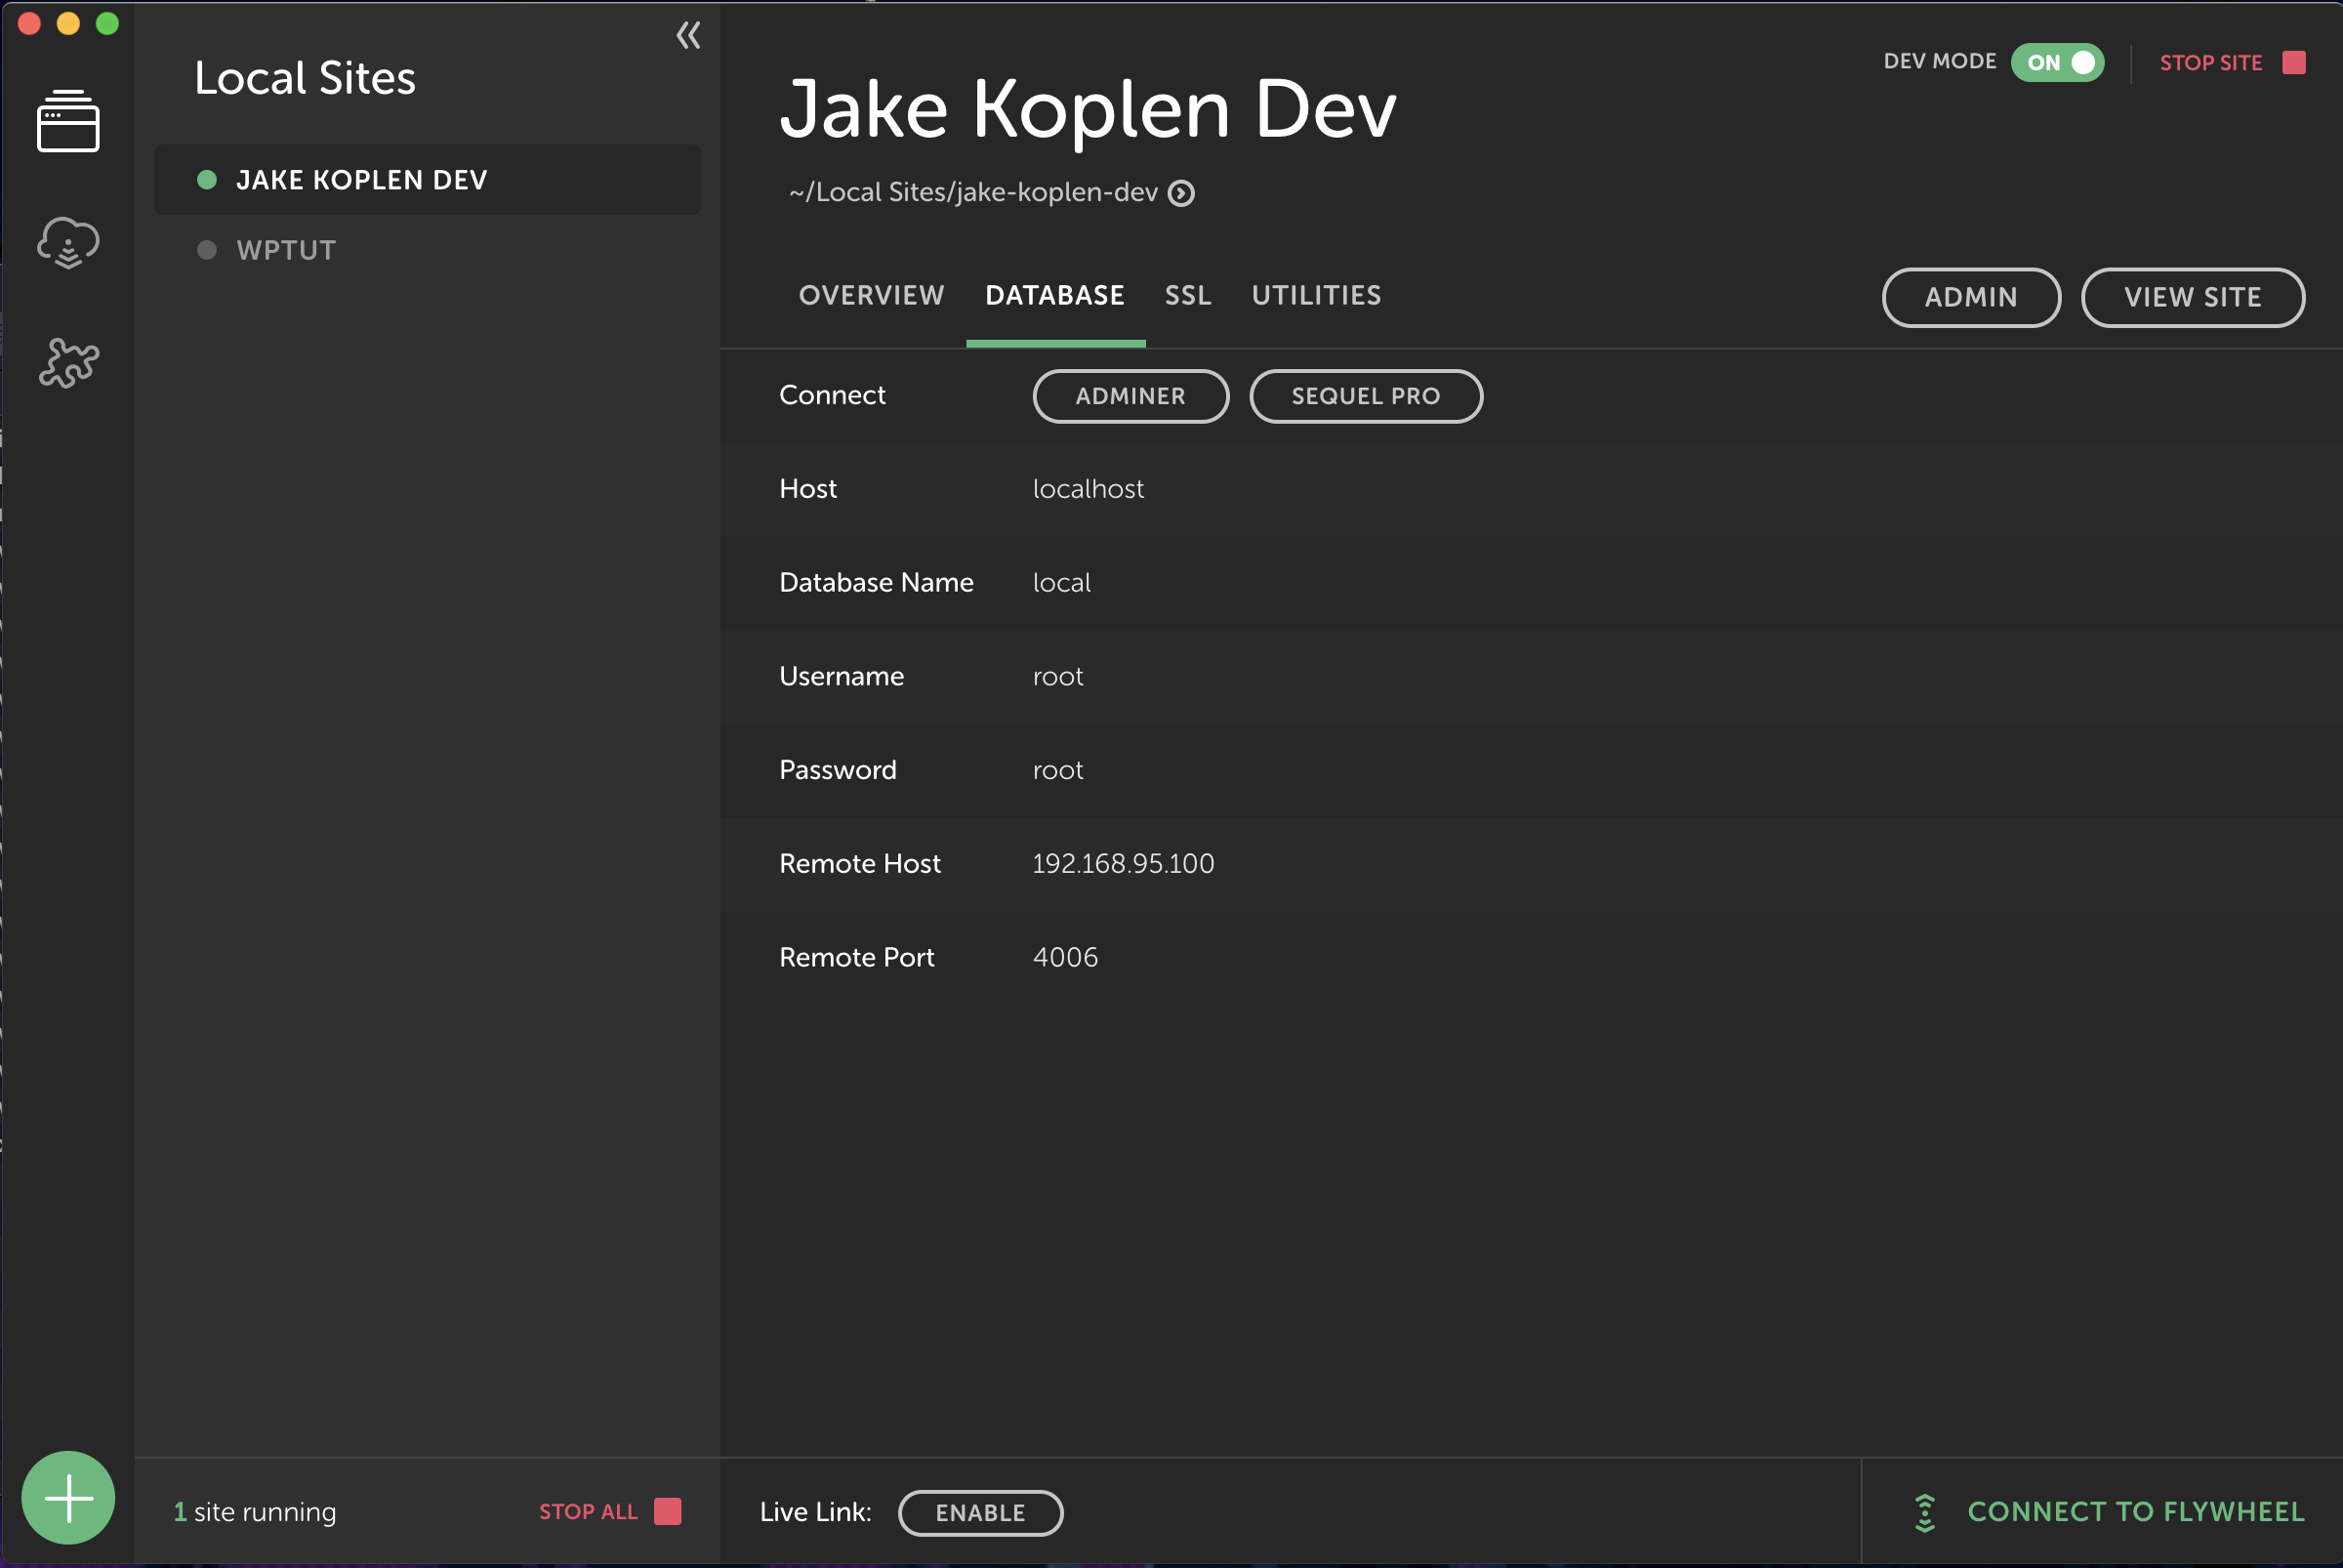 Local Sites
JAKE KOPLEN DEV
WPTUT
1 site running
STOP ALL
Jake Koplen Dev
~/Local Sites/jake-koplen-dev
DEV MODE ON
STOP SITE
OVERVIEW DATABASE SSL UTILITIES
ADMIN VIEW SITE
Connect ADMINER SEQUEL PRO
Host localhost
Database Name local
Username root
Password root
Remote Host 192.168.95.100
Remote Port 4006
Live Link: ENABLE
CONNECT TO FLYWHEEL